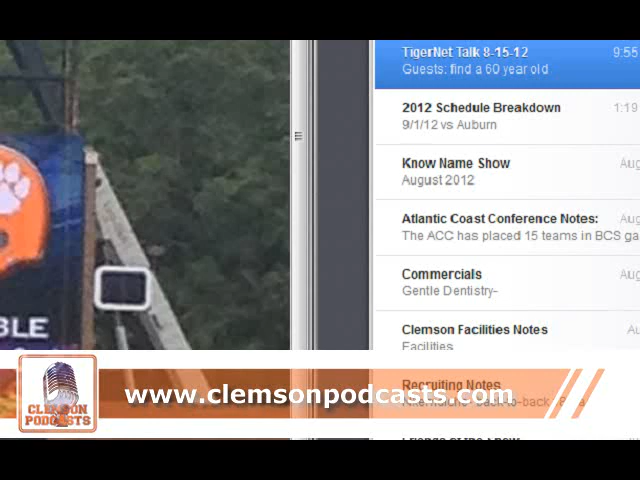 TigerNet Talk 8-15-12 9:55
Guests: find a 60 year old
2012 Schedule Breakdown 1:19
9/1/12 vs Auburn
Know Name Show Aug
August 2012
Atlantic Coast Conference Notes: Aug
The ACC has placed 15 teams in BCS ga
Commercials Aug
Gentle Dentistry-
Clemson Facilities Notes Au
Facilities
BLE
Recruiting Notes
www.clemsonpodcasts.com
back-to-back
CLEMSON
PODCASTS